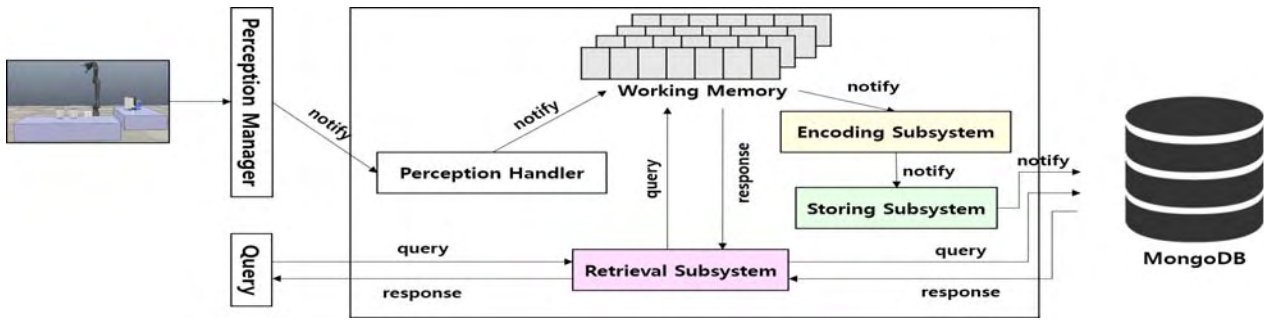 Perception Manager
notify
Perception Handler
notify
Working Memory
notify
Encoding Subsystem
notify
Storing Subsystem
notify
query
response
Query
query
response
Retrieval Subsystem
query
response
MongoDB